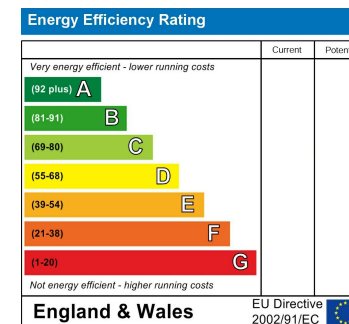 Energy Efficiency Rating
Current Poten
Very energy efficient - lower running costs
(92 plus) A
(81-91) B
(69-80) C
(55-68) D
(39-54) E
(21-38) F
(1-20) G
Not energy efficient - higher running costs
England & Wales
EU Directive
2002/91/EC